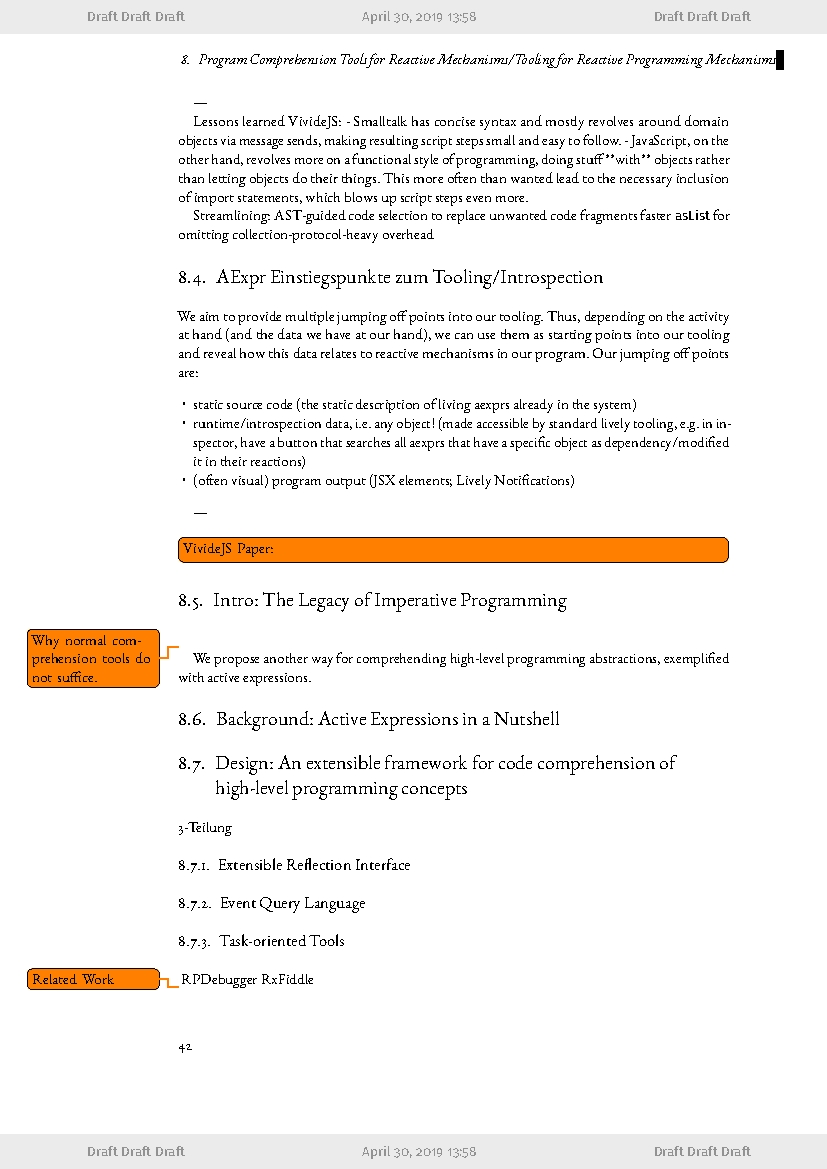 Draft Draft Draft April 30, 2019 13:58 Draft Draft Draft
8. Program Comprehension Tools for Reactive Mechanisms/Tooling for Reactive Programming Mechanisms
—
Lessons learned VivideJS: - Smalltalk has concise syntax and mostly revolves around domain
objects via message sends, making resulting script steps small and easy to follow. - JavaScript, on the
other hand, revolves more on a functional style of programming, doing stuff **with** objects rather
than letting objects do their things. This more often than wanted lead to the necessary inclusion
of import statements, which blows up script steps even more.
Streamlining: AST-guided code selection to replace unwanted code fragments faster asList for
omitting collection-protocol-heavy overhead
8.4. AExpr Einstiegspunkte zum Tooling/Introspection
We aim to provide multiple jumping off points into our tooling. Thus, depending on the activity
at hand (and the data we have at our hand), we can use them as starting points into our tooling
and reveal how this data relates to reactive mechanisms in our program. Our jumping off points
are:
• static source code (the static description of living aexprs already in the system)
• runtime/introspection data, i.e. any object! (made accessible by standard lively tooling, e.g. in in-
spector, have a button that searches all aexprs that have a specific object as dependency/modified
it in their reactions)
• (often visual) program output (JSX elements; Lively Notifications)
—
VivideJS Paper:
8.5. Intro: The Legacy of Imperative Programming
Why normal com-
prehension tools do
not suffice.
We propose another way for comprehending high-level programming abstractions, exemplified
with active expressions.
8.6. Background: Active Expressions in a Nutshell
8.7. Design: An extensible framework for code comprehension of
high-level programming concepts
3-Teilung
8.7.1. Extensible Reflection Interface
8.7.2. Event Query Language
8.7.3. Task-oriented Tools
Related Work
RPDebugger RxFiddle
42
Draft Draft Draft April 30, 2019 13:58 Draft Draft Draft